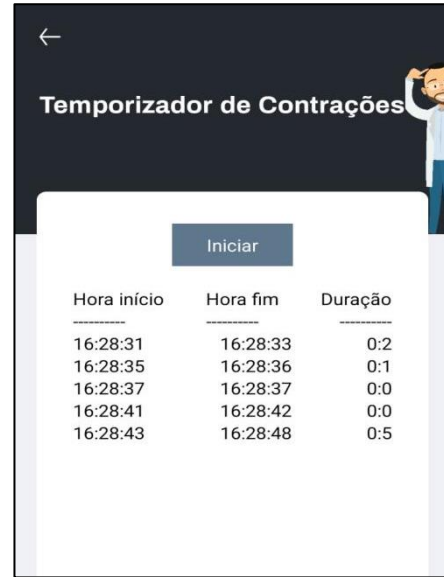 Temporizador de Contrações
Iniciar
Hora início Hora fim Duração
---------- ---------- ----------
16:28:31 16:28:33 0:2
16:28:35 16:28:36 0:1
16:28:37 16:28:37 0:0
16:28:41 16:28:42 0:0
16:28:43 16:28:48 0:5